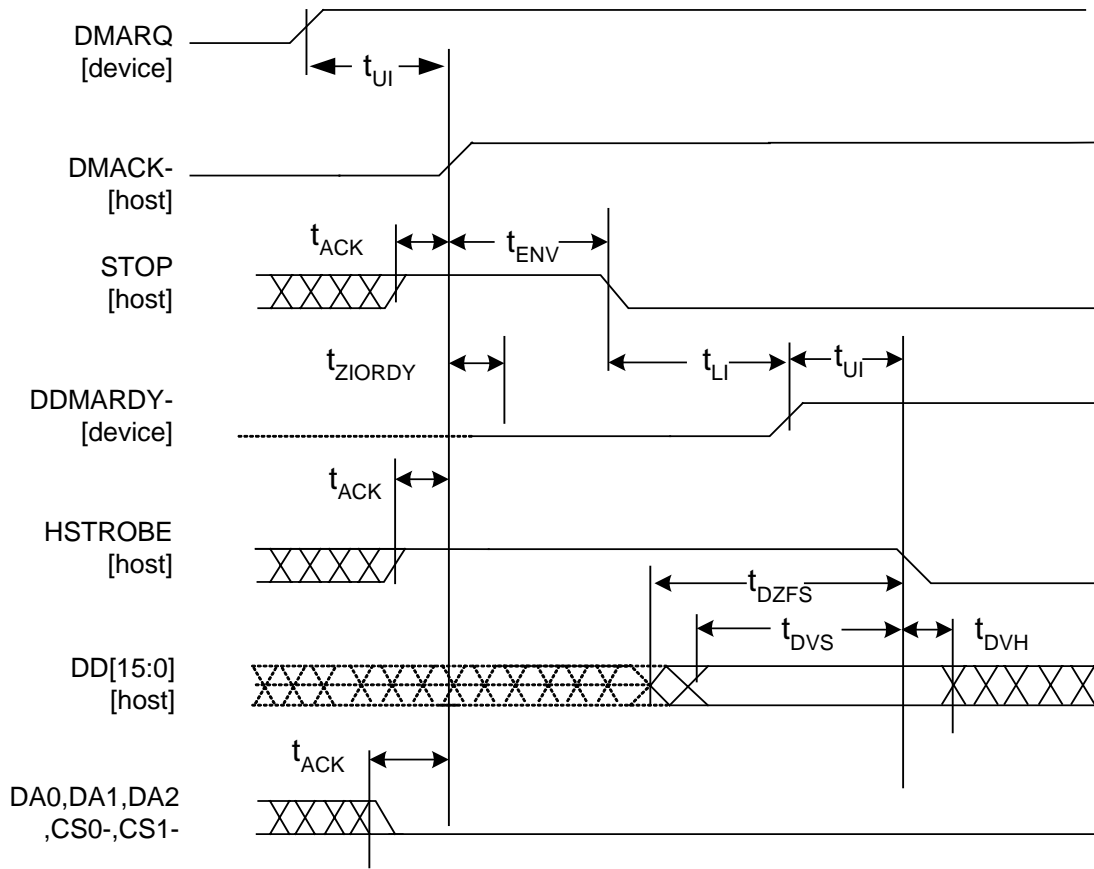 DMARQ
[device]
tUI
DMACK-
[host]
tACK
tENV
STOP
[host]
tZIORDY
tLI
tUI
DDMARDY-
[device]
tACK
HSTROBE
[host]
tDZFS
tDVS
tDVH
DD[15:0]
[host]
tACK
DA0,DA1,DA2
,CS0-,CS1-